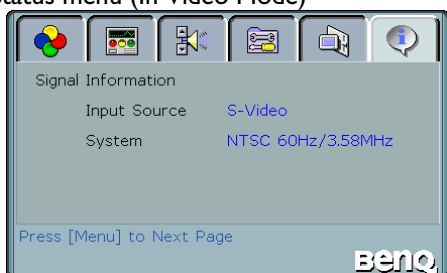 Status menu (in Video Mode)
Signal Information
Input Source S-Video
System NTSC 60Hz/3.58MHz
Press [Menu] to Next Page
BenQ